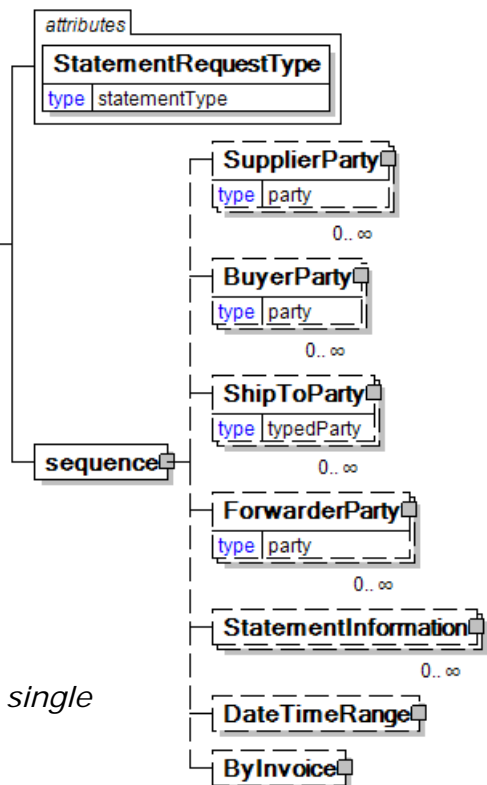 attributes
StatementRequestType
type statementType
SupplierParty
type party
0.. ∞
BuyerParty
type party
0.. ∞
ShipToParty
type typedParty
0.. ∞
sequence
ForwarderParty
type party
0.. ∞
StatementInformation
0.. ∞
single
DateTimeRange
ByInvoice